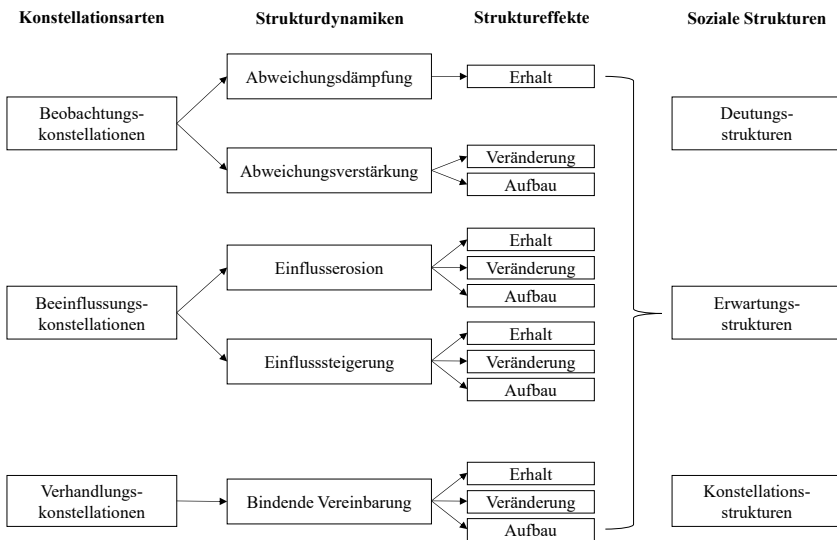 Konstellationsarten
Strukturdynamiken
Struktureffekte
Soziale Strukturen
Beobachtungs-
konstellationen
Abweichungsdämpfung
Erhalt
Abweichungsverstärkung
Veränderung
Aufbau
Deutungs-
strukturen
Beeinflussungs-
konstellationen
Einflusserosion
Erhalt
Veränderung
Aufbau
Einflusssteigerung
Erhalt
Veränderung
Aufbau
Erwartungs-
strukturen
Verhandlungs-
konstellationen
Bindende Vereinbarung
Erhalt
Veränderung
Aufbau
Konstellations-
strukturen